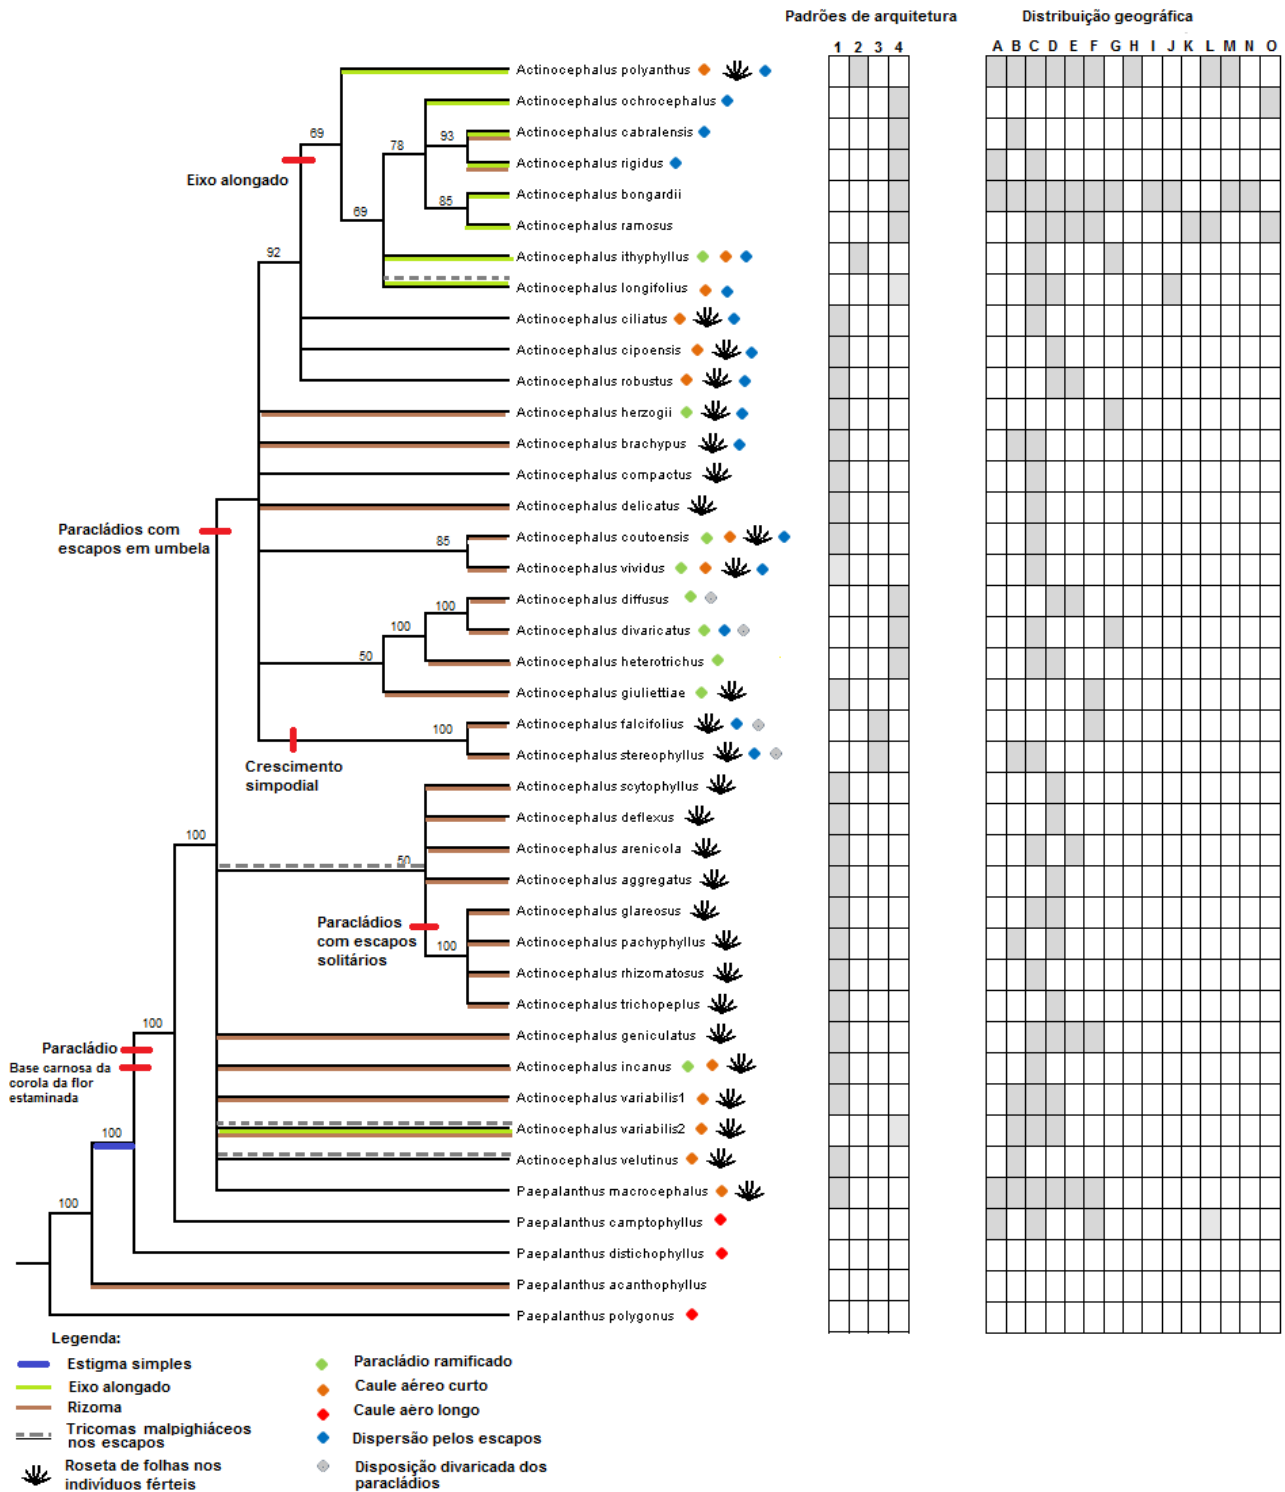 Padrões de arquitetura
Distribuição geográfica
1 2 3 4
A B C D E F G H I J K L M N O
Actinocephalus polyanthus
Actinocephalus ochrocephalus
69
Actinocephalus cabralensis
93
78
Actinocephalus rigidus
Eixo alongado
Actinocephalus bongardii
85
69
Actinocephalus ramosus
92
Actinocephalus ithyphyllus
Actinocephalus longifolius
Actinocephalus ciliatus
Actinocephalus cipoensis
Actinocephalus robustus
Actinocephalus herzogii
Actinocephalus brachypus
Actinocephalus compactus
Actinocephalus delicatus
Paracládios com
escapos em umbela
Actinocephalus coutoensis
85
Actinocephalus vividus
Actinocephalus diffusus
100
Actinocephalus divaricatus
100
50
Actinocephalus heterotrichus
Actinocephalus giuliettiae
Actinocephalus falcifolius
100
Actinocephalus stereophyllus
Crescimento
simpodial
Actinocephalus scytophyllus
Actinocephalus deflexus
100
Actinocephalus arenicola
50
Actinocephalus aggregatus
Actinocephalus glareosus
Paracládios
com escapos
solitários
Actinocephalus pachyphyllus
100
Actinocephalus rhizomatosus
Actinocephalus trichopeplus
100
Actinocephalus geniculatus
Paracládio
Base carnosa da
corola da flor
estaminada
Actinocephalus incanus
Actinocephalus variabilis1
Actinocephalus variabilis2
100
Actinocephalus velutinus
Paepalanthus macrocephalus
100
Paepalanthus camptophyllus
Paepalanthus distichophyllus
Paepalanthus acanthophyllus
Paepalanthus polygonus
Legenda:
Estigma simples
Eixo alongado
Rizoma
Tricomas malpighiáceos
nos escapos
Roseta de folhas nos
indivíduos férteis
Paracládio ramificado
Caule aéreo curto
Caule aéro longo
Dispersão pelos escapos
Disposição divaricada dos
paracládios